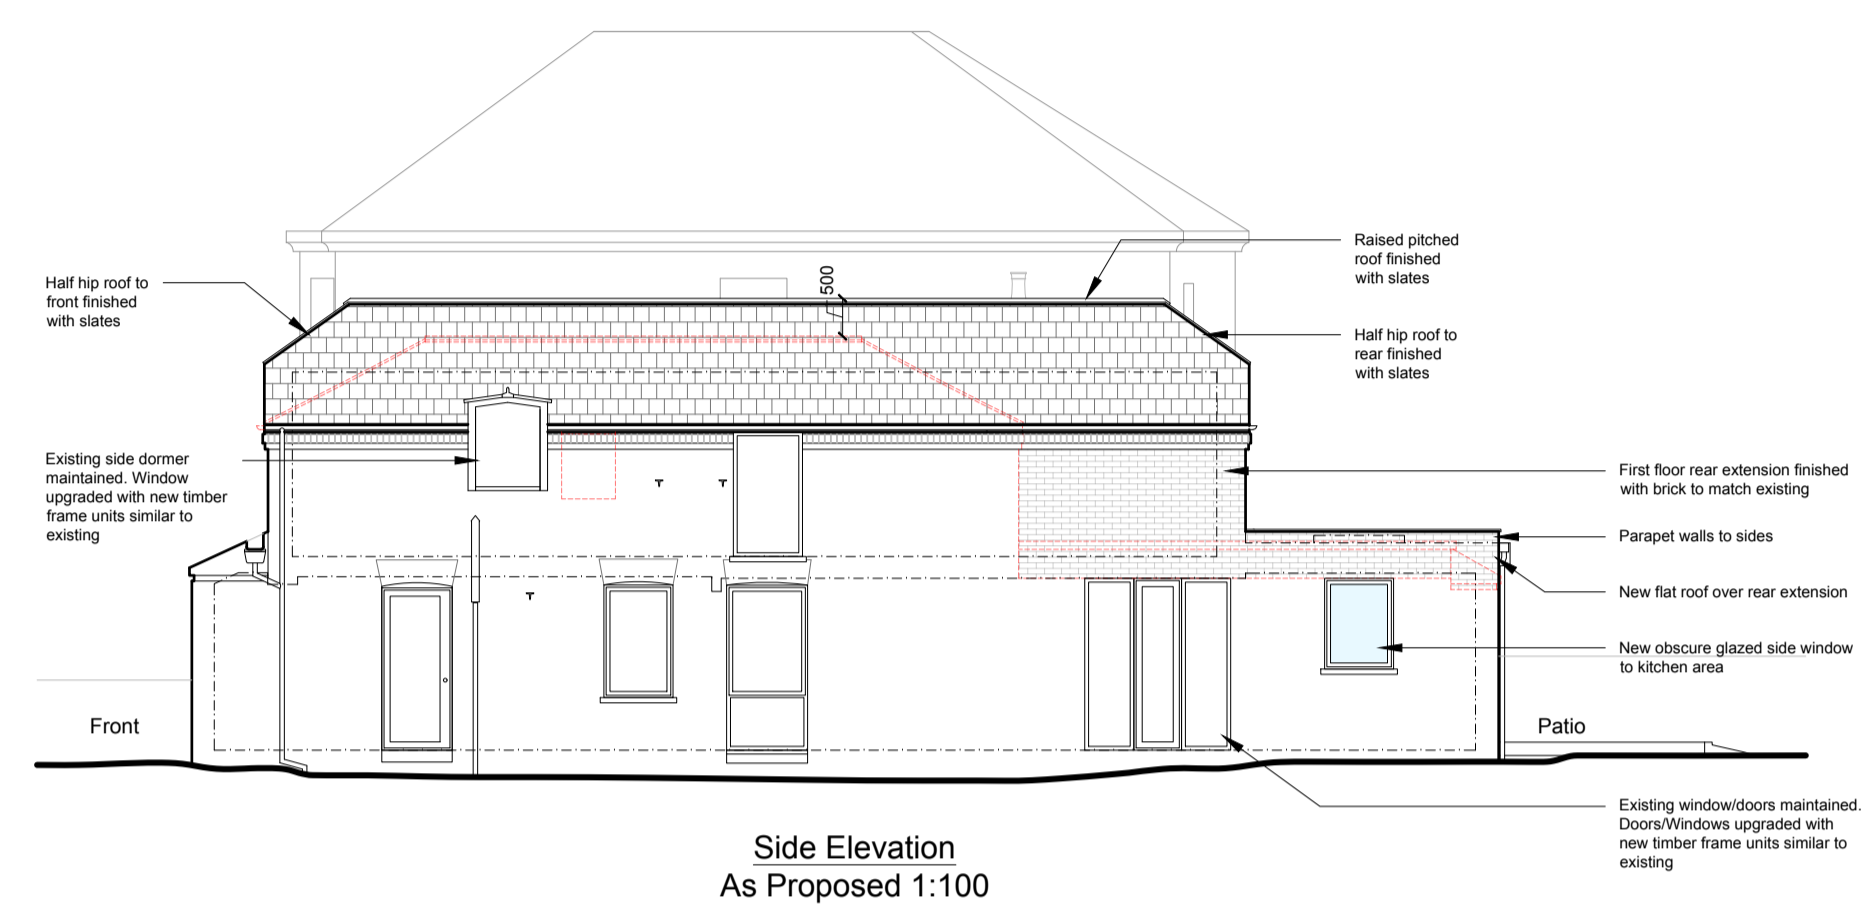 Raised pitched
roof finished
with slates
500
Half hip roof to
front finished
with slates
Half hip roof to
rear finished
with slates
Existing side dormer
maintained. Window
upgraded with new timber
frame units similar to
existing
First floor rear extension finished
with brick to match existing
Parapet walls to sides
New flat roof over rear extension
New obscure glazed side window
to kitchen area
Front
Patio
Existing window/doors maintained.
Doors/Windows upgraded with
new timber frame units similar to
existing
Side Elevation
As Proposed 1:100